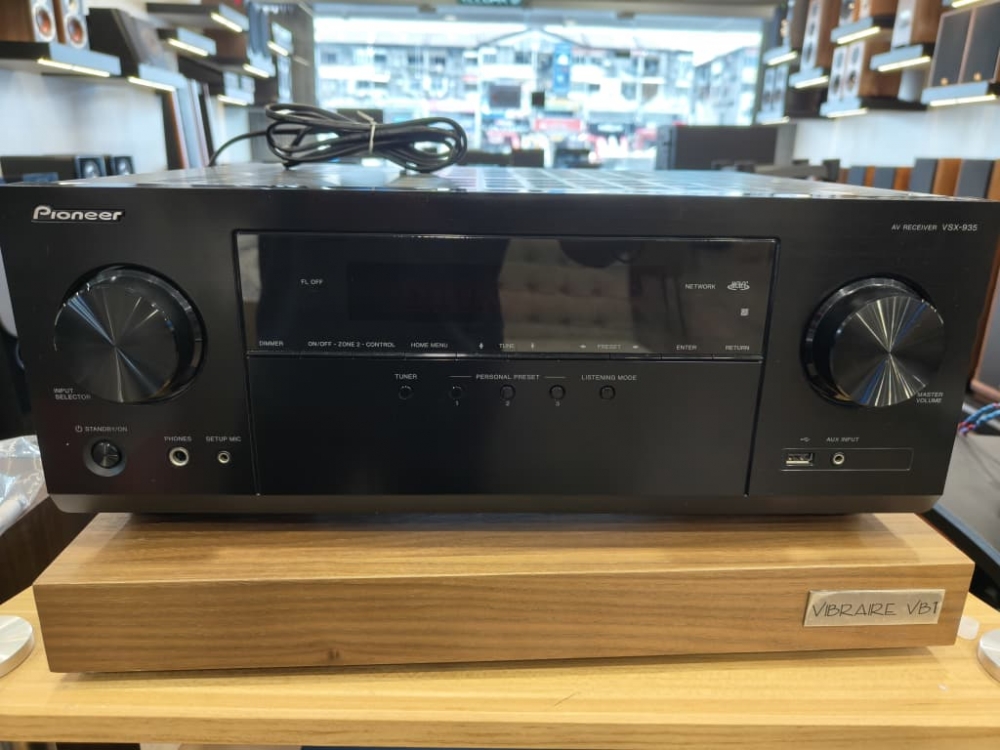 Pioneer
AV RECEIVER VSX-935
FL OFF
NETWORK
DIMMER ON/OFF - ZONE 2 - CONTROL HOME MENU TUNE PRESET ENTER RETURN
TUNER PERSONAL PRESET LISTENING MODE
1 2 3
INPUT
SELECTOR
MASTER
VOLUME
STANDBY/ON
PHONES SETUP MIC
AUX INPUT
VIBRAIRE VB1